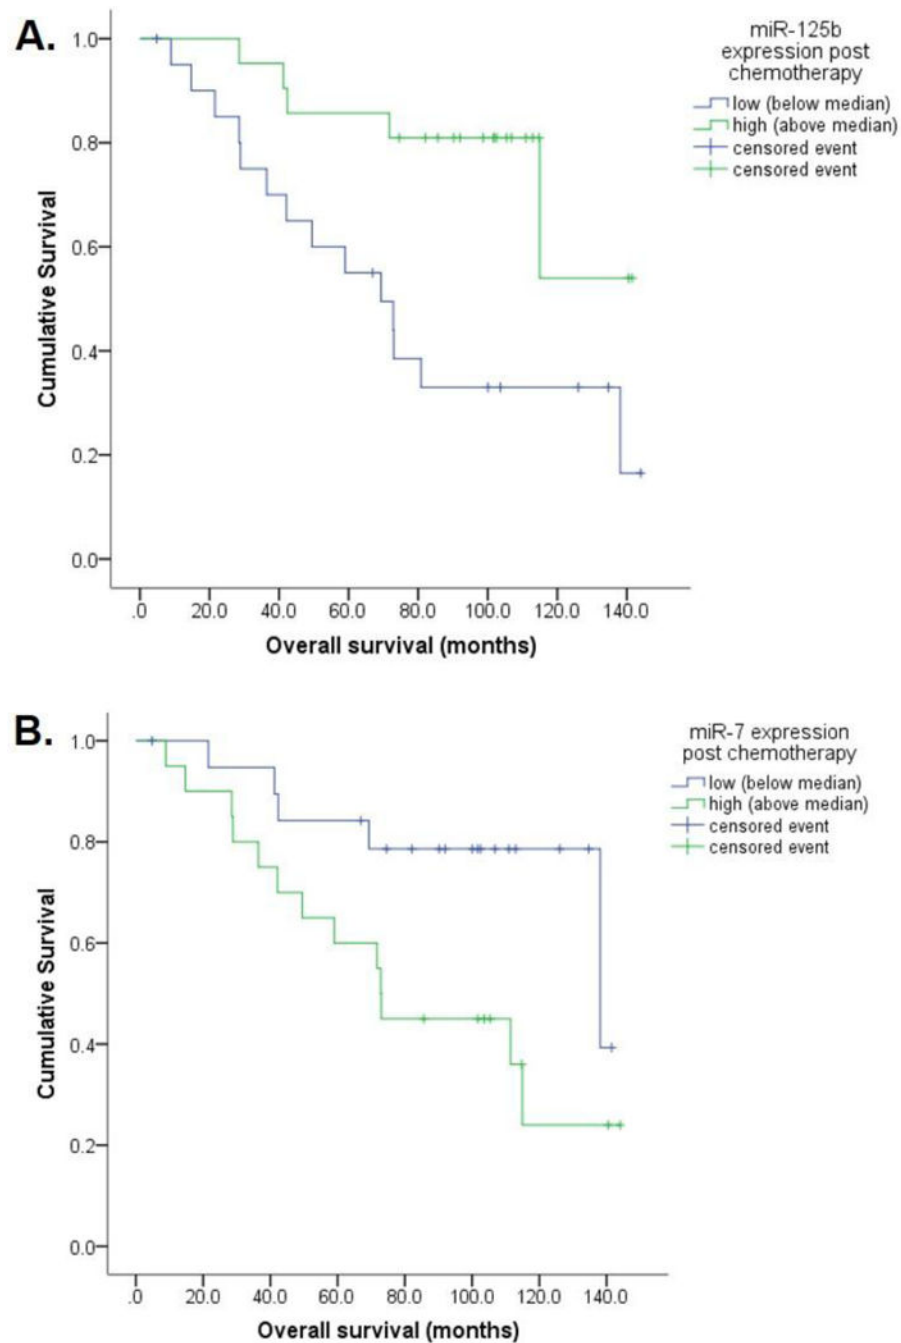 A.
miR-125b
expression post
chemotherapy
low (below median)
high (above median)
censored event
censored event
Cumulative Survival
1.0
0.8
0.6
0.4
0.2
0.0
.0 20.0 40.0 60.0 80.0 100.0 120.0 140.0
Overall survival (months)
B.
miR-7 expression
post chemotherapy
low (below median)
high (above median)
censored event
censored event
Cumulative Survival
1.0
0.8
0.6
0.4
0.2
0.0
.0 20.0 40.0 60.0 80.0 100.0 120.0 140.0
Overall survival (months)